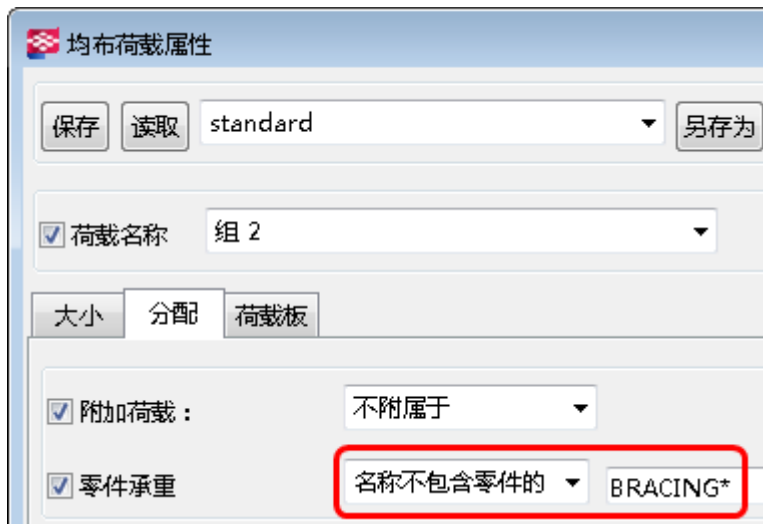 均布荷载属性
保存 读取 standard 另存为
荷载名称 组 2
大小 分配 荷载板
附加荷载： 不附属于
零件承重 名称不包含零件的 BRACING*